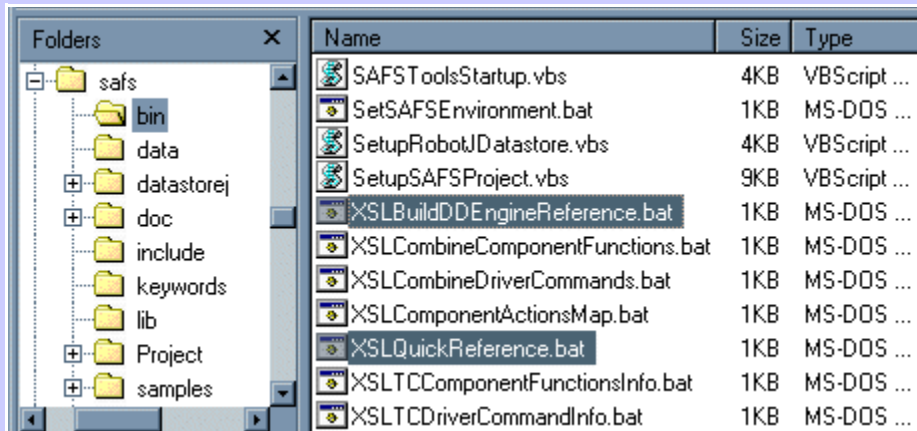 Folders
safs
bin
data
datastorej
doc
include
keywords
lib
Project
samples
Name Size Type
SAFSToolsStartup.vbs 4KB VBScript ...
SetSAFSEnvironment.bat 1KB MS-DOS ...
SetupRobotJDatastore.vbs 4KB VBScript ...
SetupSAFSProject.vbs 9KB VBScript ...
XSLBuildDDEngineReference.bat 1KB MS-DOS ...
XSLCombineComponentFunctions.bat 1KB MS-DOS ...
XSLCombineDriverCommands.bat 1KB MS-DOS ...
XSLComponentActionsMap.bat 1KB MS-DOS ...
XSLQuickReference.bat 1KB MS-DOS ...
XSLTCComponentFunctionsInfo.bat 1KB MS-DOS ...
XSLTCDriverCommandInfo.bat 1KB MS-DOS ...